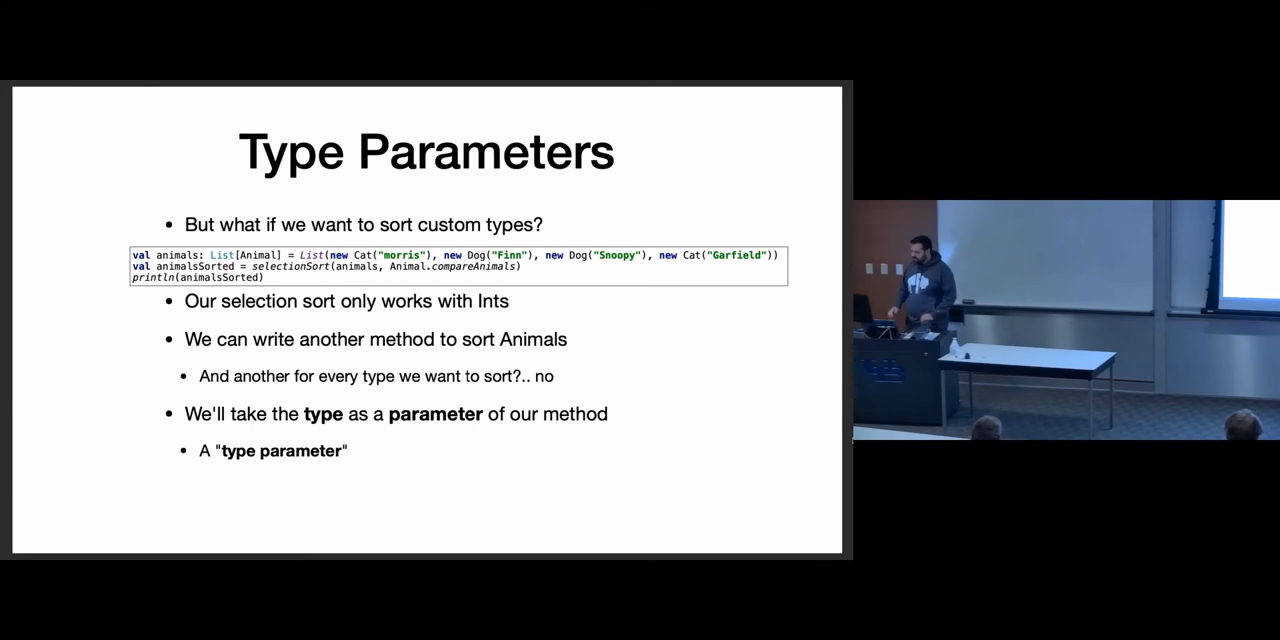 Type Parameters
• But what if we want to sort custom types?
val animals: List[Animal] = List(new Cat("morris"), new Dog("Finn"), new Dog("Snoopy"), new Cat("Garfield"))
val animalsSorted = selectionSort(animals, Animal.compareAnimals)
println(animalsSorted)
• Our selection sort only works with Ints
• We can write another method to sort Animals
• And another for every type we want to sort?.. no
• We'll take the type as a parameter of our method
• A "type parameter"